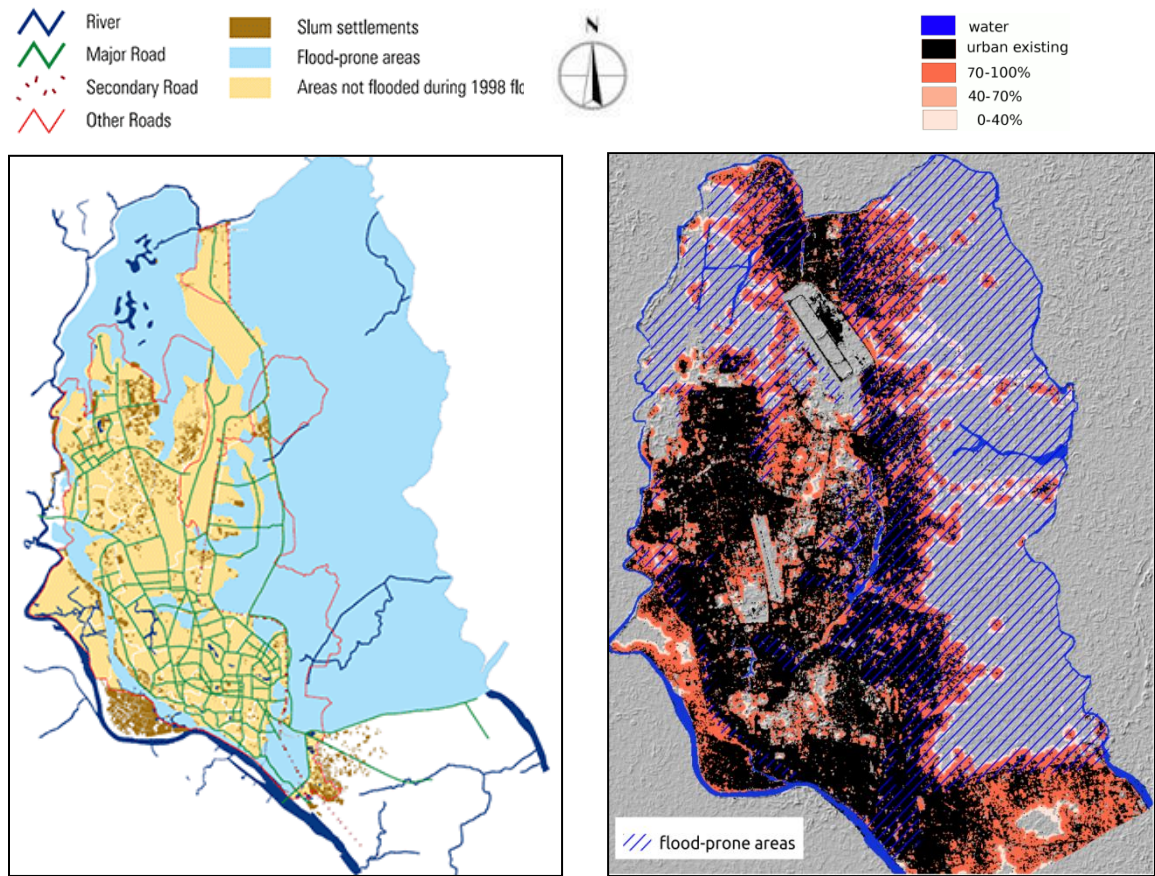 River
Major Road
Secondary Road
Other Roads
Slum settlements
Flood-prone areas
Areas not flooded during 1998 flo
N
water
urban existing
70-100%
40-70%
0-40%
flood-prone areas